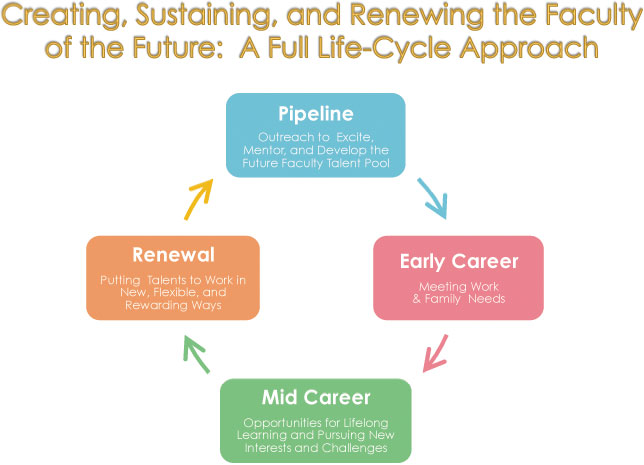 Creating, Sustaining, and Renewing the Faculty
of the Future: A Full Life-Cycle Approach
Pipeline
Outreach to Excite,
Mentor, and Develop the
Future Faculty Talent Pool
Early Career
Meeting Work
& Family Needs
Mid Career
Opportunities for Lifelong
Learning and Pursuing New
Interests and Challenges
Renewal
Putting Talents to Work in
New, Flexible, and
Rewarding Ways